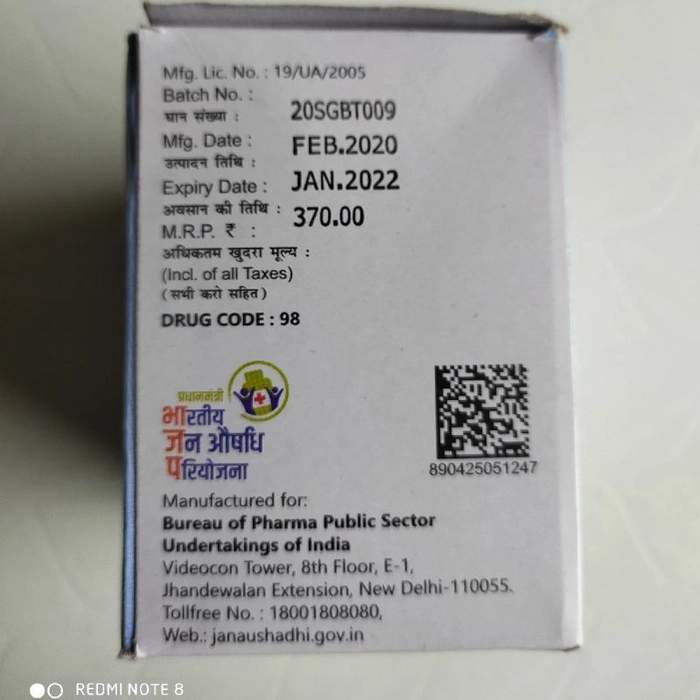 Mfg. Lic. No. : 19/UA/2005
Batch No. :
घान संख्या : 20SGBT009
Mfg. Date : FEB.2020
उत्पादन तिथि :
Expiry Date : JAN.2022
अवसान की तिथि :
M.R.P. ₹ : 370.00
अधिकतम खुदरा मूल्य :
(Incl. of all Taxes)
(सभी करो सहित)
DRUG CODE : 98
प्रधानमंत्री
भारतीय
जन औषधि
परियोजना
890425051247
Manufactured for:
Bureau of Pharma Public Sector
Undertakings of India
Videocon Tower, 8th Floor, E-1,
Jhandewalan Extension, New Delhi-110055.
Tollfree No. : 18001808080,
Web.: janaushadhi.gov.in
REDMI NOTE 8